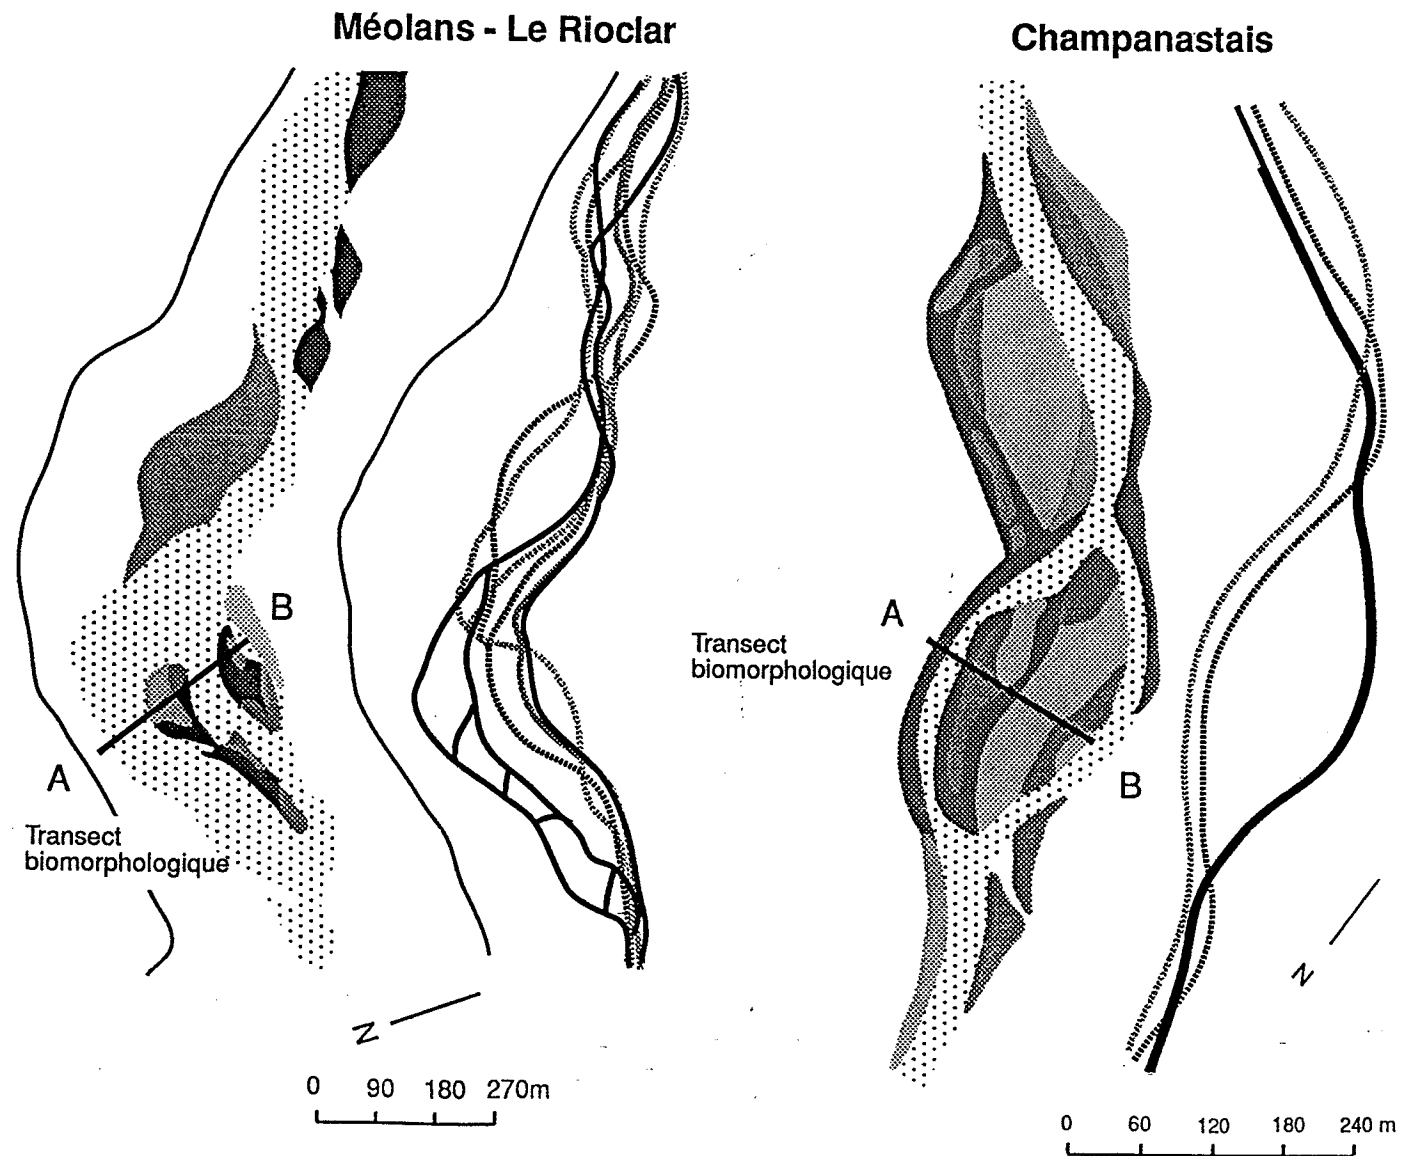 Méolans - Le Rioclar
Champanastais
B
A
Transect
biomorphologique
A
Transect
biomorphologique
B
N
N
0 90 180 270m
0 60 120 180 240 m